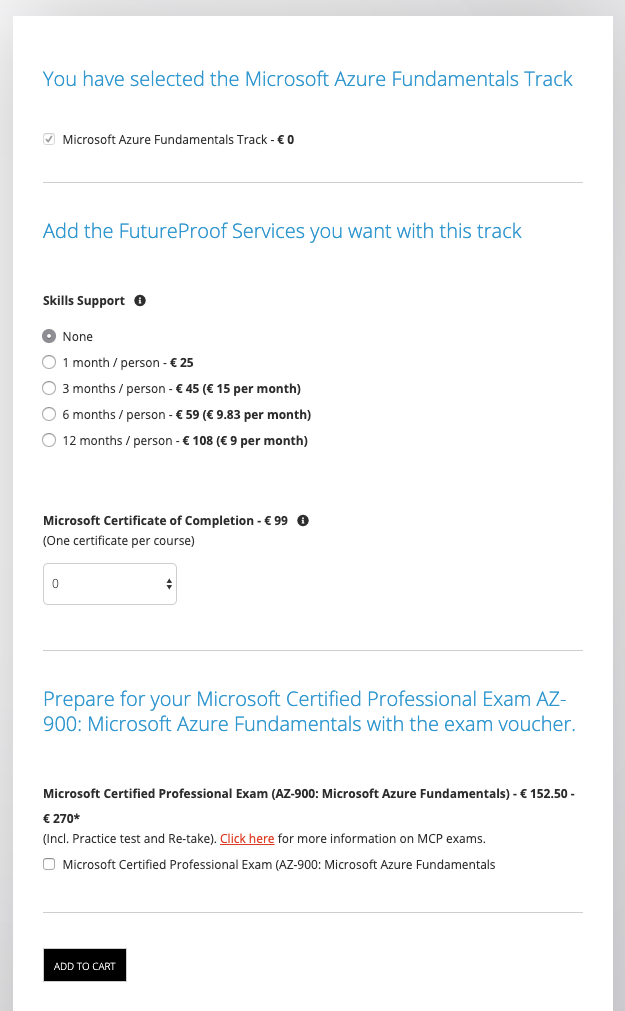 You have selected the Microsoft Azure Fundamentals Track
Microsoft Azure Fundamentals Track - € 0
Add the FutureProof Services you want with this track
Skills Support
None
1 month / person - € 25
3 months / person - € 45 (€ 15 per month)
6 months / person - € 59 (€ 9.83 per month)
12 months / person - € 108 (€ 9 per month)
Microsoft Certificate of Completion - € 99
(One certificate per course)
0
Prepare for your Microsoft Certified Professional Exam AZ-
900: Microsoft Azure Fundamentals with the exam voucher.
Microsoft Certified Professional Exam (AZ-900: Microsoft Azure Fundamentals) - € 152.50 -
€ 270*
(Incl. Practice test and Re-take). Click here for more information on MCP exams.
Microsoft Certified Professional Exam (AZ-900: Microsoft Azure Fundamentals
ADD TO CART